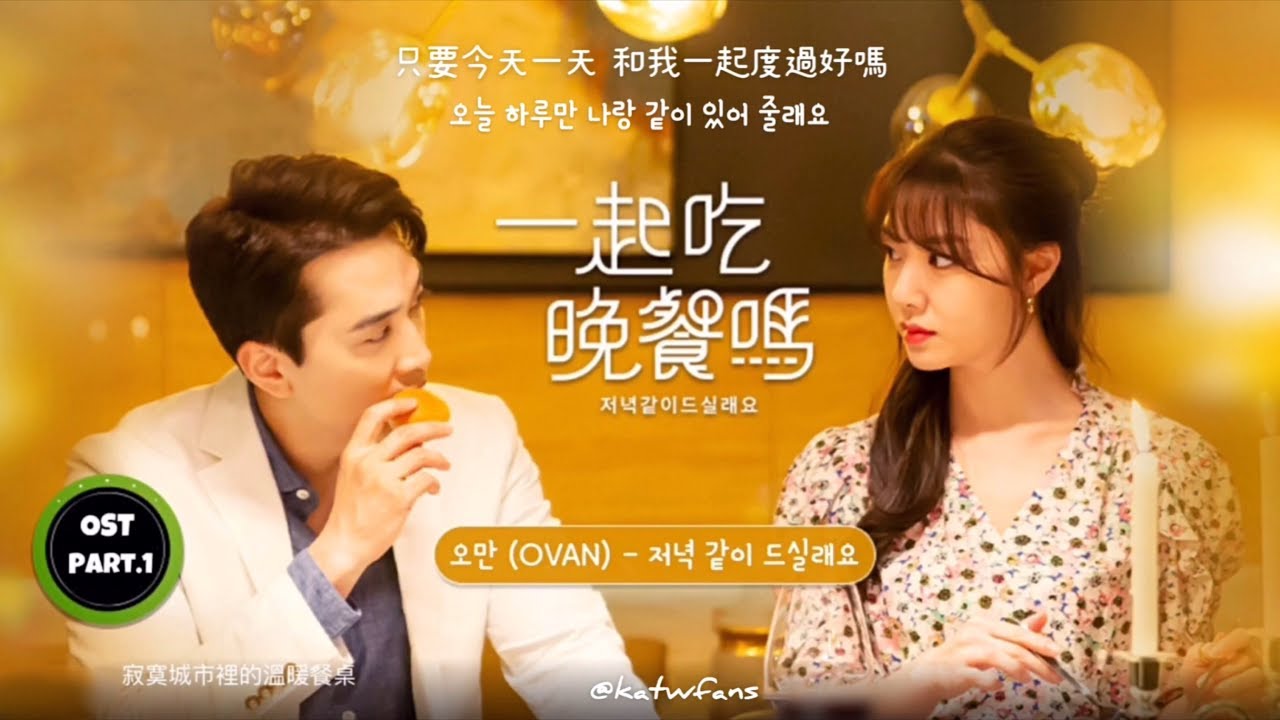 只要今天一天 和我一起度過好嗎
오늘 하루만 나랑 같이 있어 줄래요
一起吃
晚餐嗎
저녁같이드실래요
OST
PART.1
오만 (OVAN) - 저녁 같이 드실래요
寂寞城市裡的溫暖餐桌
@katwfans